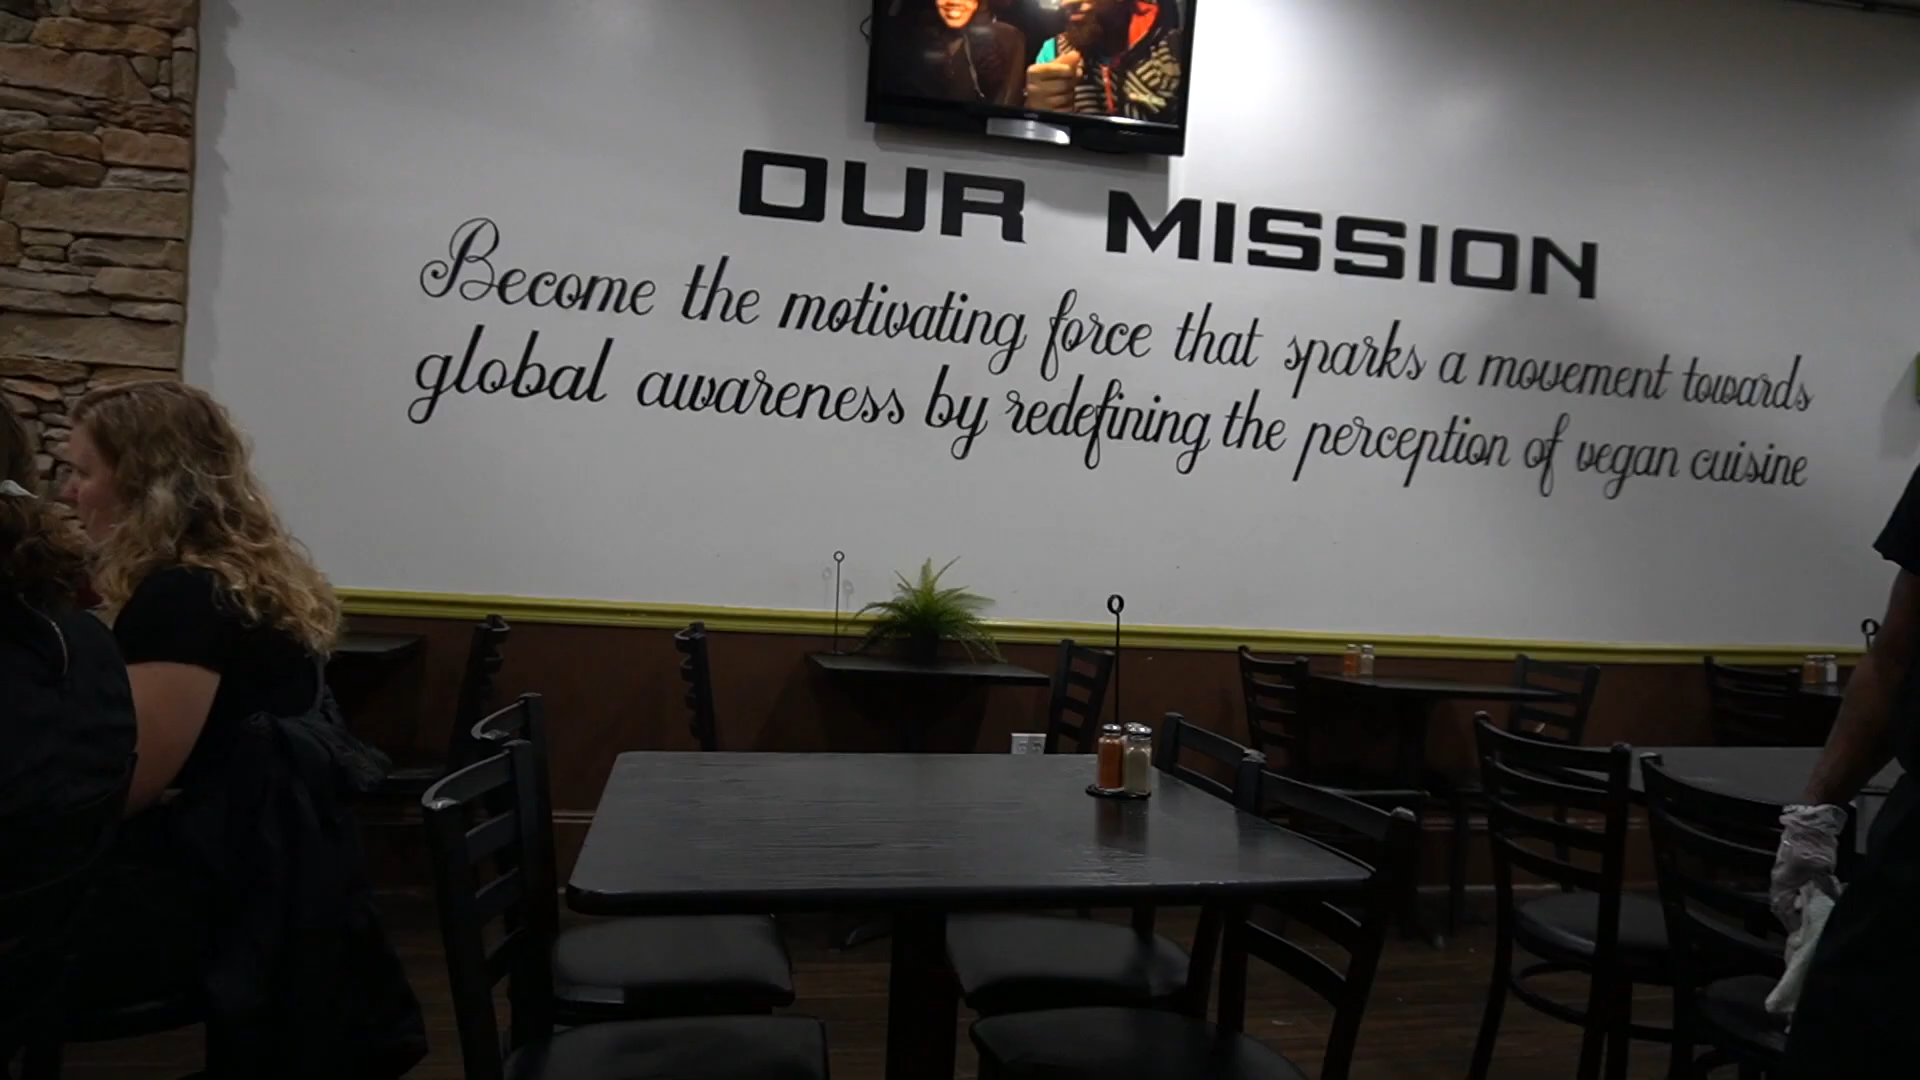 OUR MISSION
Become the motivating force that sparks a movement towards
global awareness by redefining the perception of vegan cuisine